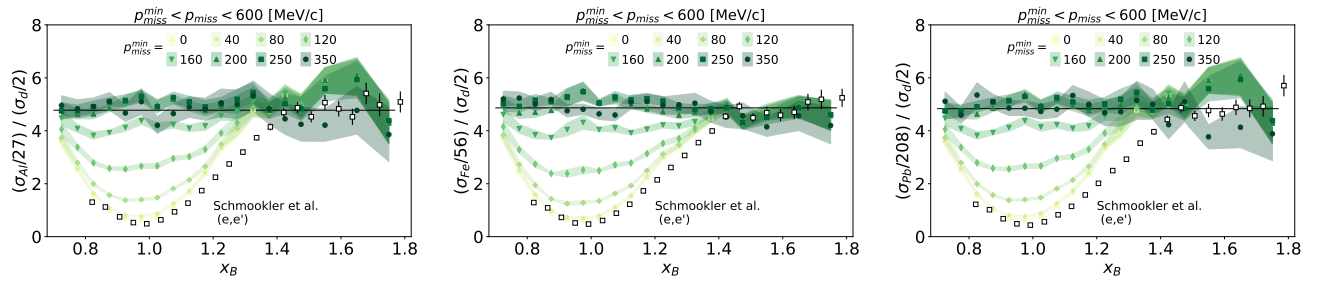 p_miss^min < p_miss < 600 [MeV/c]
p_miss^min = 0 40 80 120
160 200 250 350
(σ_Al/27) / (σ_d/2)
8
6
4
2
0
Schmookler et al.
(e,e')
0.8 1.0 1.2 1.4 1.6 1.8
x_B
p_miss^min < p_miss < 600 [MeV/c]
p_miss^min = 0 40 80 120
160 200 250 350
(σ_Fe/56) / (σ_d/2)
8
6
4
2
0
Schmookler et al.
(e,e')
0.8 1.0 1.2 1.4 1.6 1.8
x_B
p_miss^min < p_miss < 600 [MeV/c]
p_miss^min = 0 40 80 120
160 200 250 350
(σ_Pb/208) / (σ_d/2)
8
6
4
2
0
Schmookler et al.
(e,e')
0.8 1.0 1.2 1.4 1.6 1.8
x_B